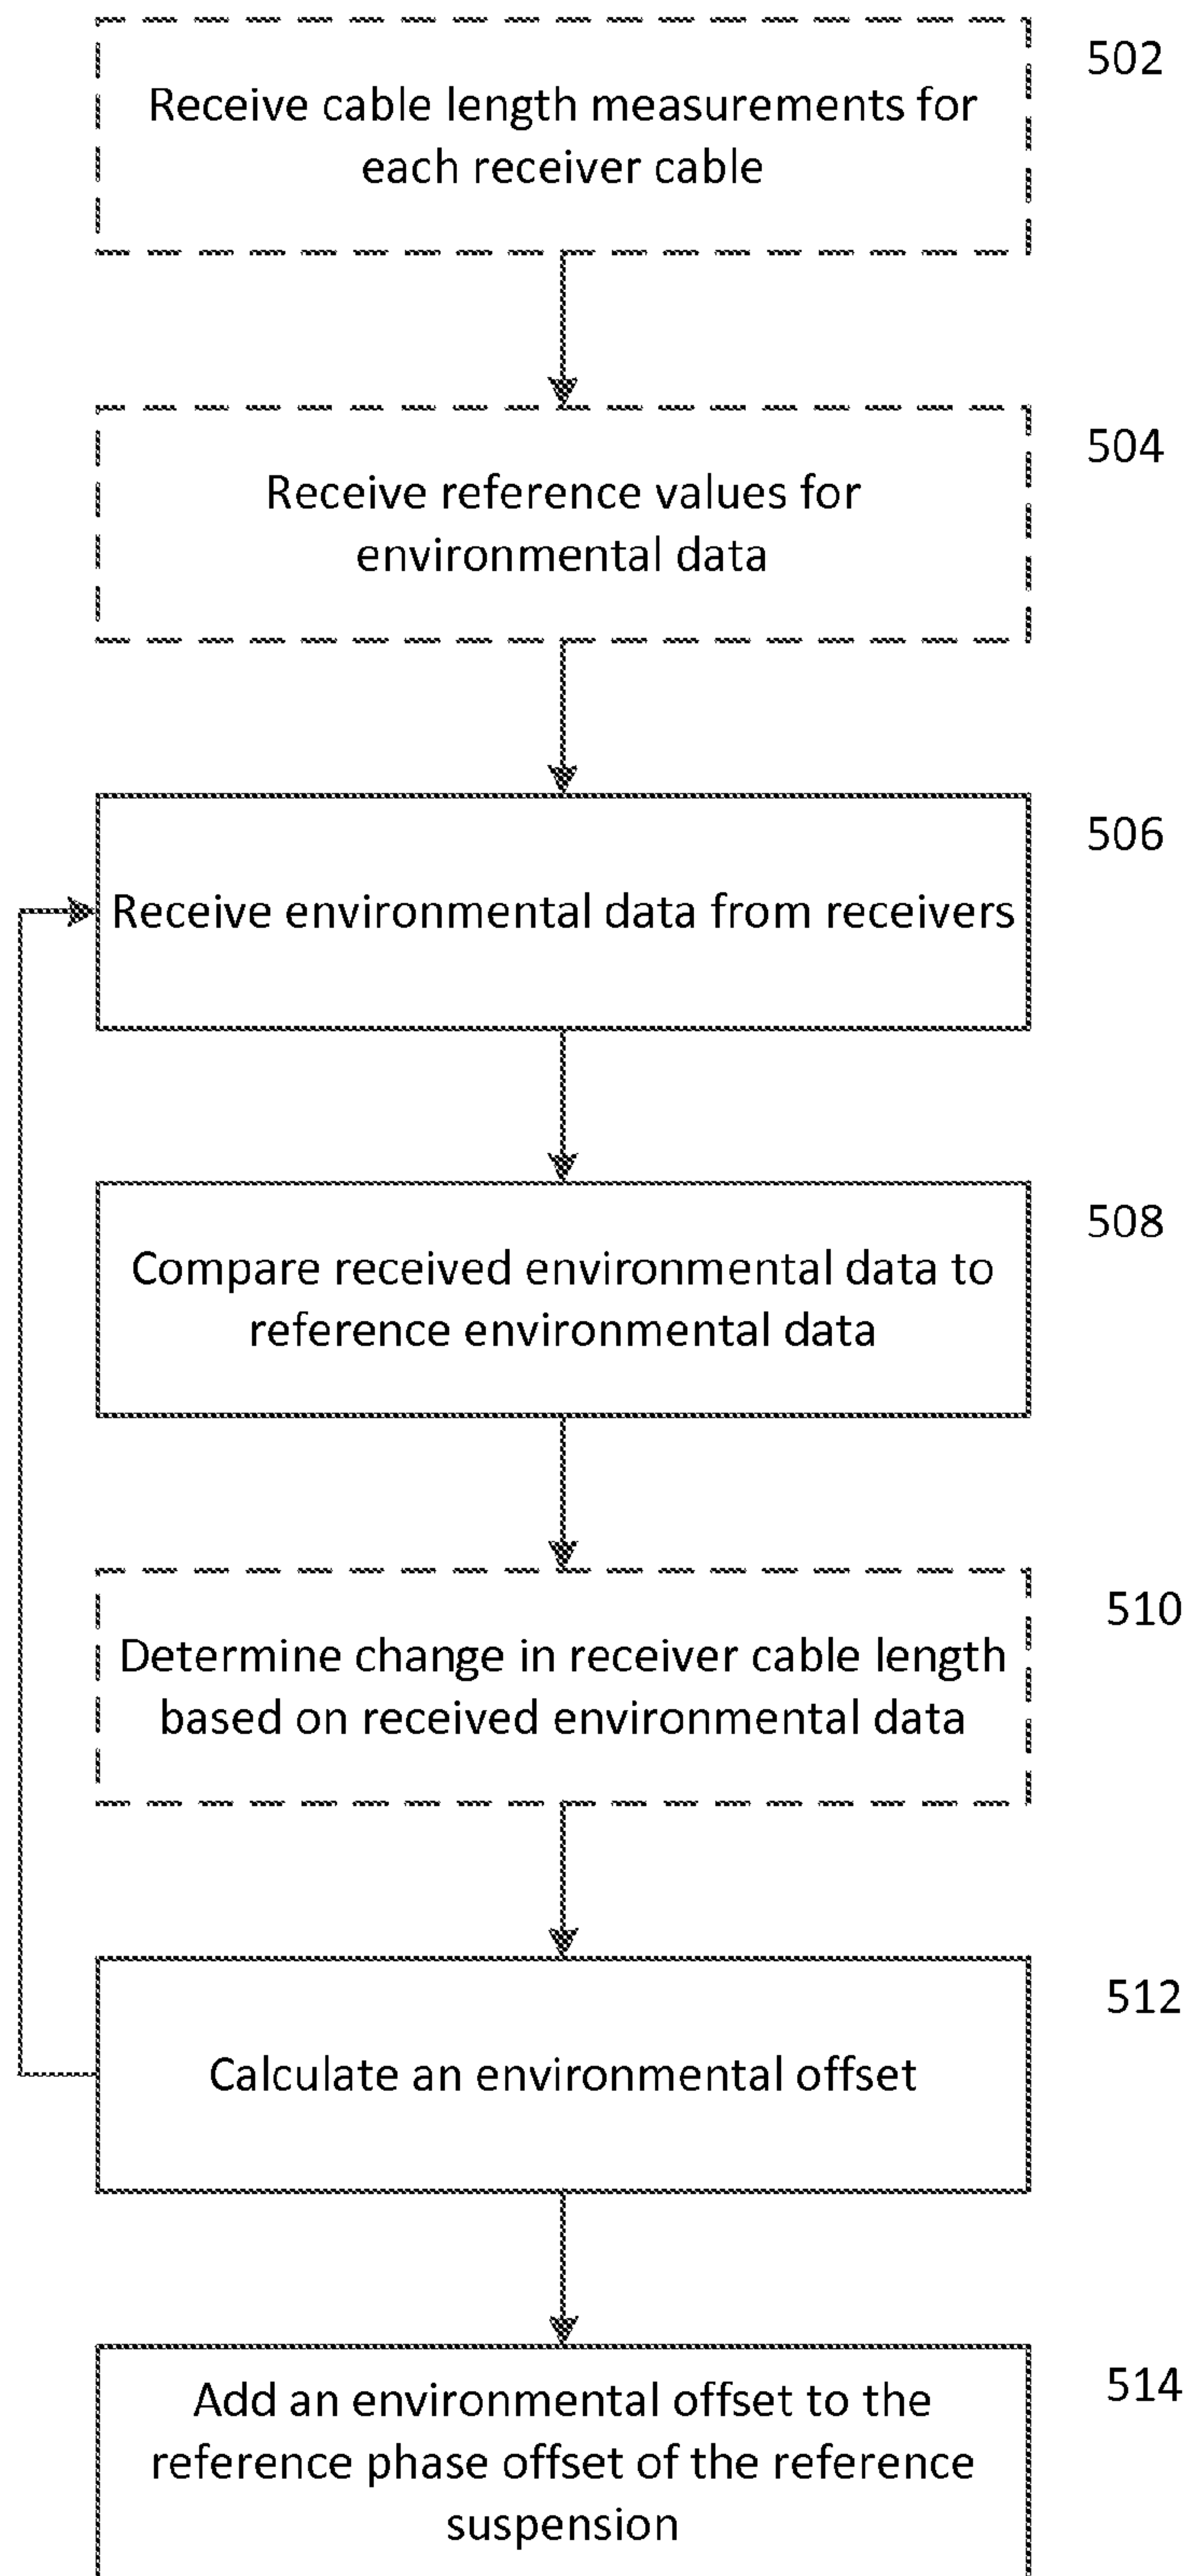 502
Receive cable length measurements for
each receiver cable
504
Receive reference values for
environmental data
506
Receive environmental data from receivers
508
Compare received environmental data to
reference environmental data
510
Determine change in receiver cable length
based on received environmental data
512
Calculate an environmental offset
514
Add an environmental offset to the
reference phase offset of the reference
suspension